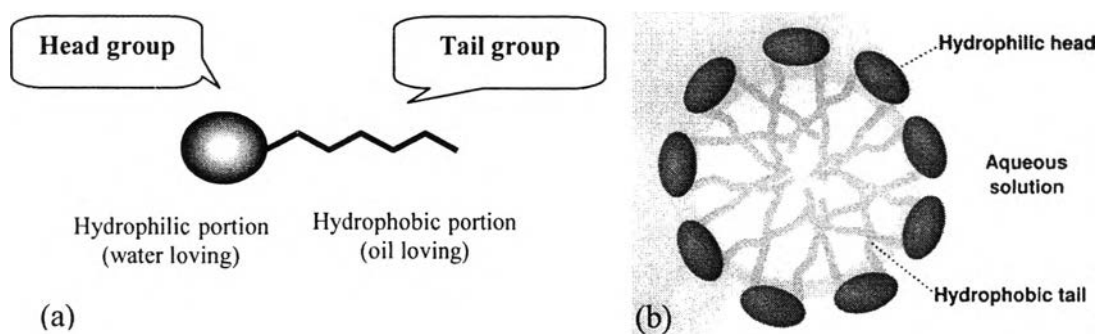 Head group
Tail group
Hydrophilic portion
(water loving)
Hydrophobic portion
(oil loving)
(a)
Hydrophilic head
Aqueous
solution
Hydrophobic tail
(b)